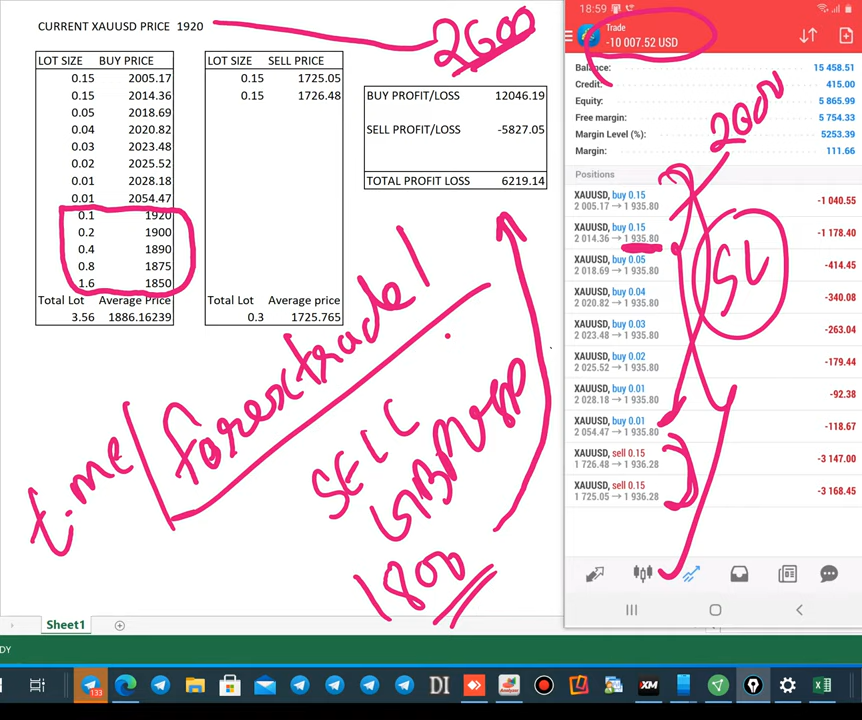 CURRENT XAUUSD PRICE 1920
2600
LOT SIZE BUY PRICE
0.15 2005.17
0.15 2014.36
0.05 2018.69
0.04 2020.82
0.03 2023.48
0.02 2025.52
0.01 2028.18
0.01 2054.47
0.1 1920
0.2 1900
0.4 1890
0.8 1875
1.6 1850
Total Lot Average Price
3.56 1886.16239
LOT SIZE SELL PRICE
0.15 1725.05
0.15 1726.48
Total Lot Average price
0.3 1725.765
BUY PROFIT/LOSS 12046.19
SELL PROFIT/LOSS -5827.05
TOTAL PROFIT LOSS 6219.14
t.me/forextrade1
SELL
1800
Sheet1
DY
133
DI
XM
18:59
Trade
-10 007.52 USD
Balance: 15 458.51
Credit: 415.00
Equity: 5 865.99
Free margin: 5 754.33
Margin Level (%): 5253.39
Margin: 111.66
2000
Positions
XAUUSD, buy 0.15
2 005.17 → 1 935.80 -1 040.55
XAUUSD, buy 0.15
2 014.36 → 1 935.80 -1 178.40
XAUUSD, buy 0.05
2 018.69 → 1 935.80 -414.45
XAUUSD, buy 0.04
2 020.82 → 1 935.80 -340.08
XAUUSD, buy 0.03
2 023.48 → 1 935.80 -263.04
XAUUSD, buy 0.02
2 025.52 → 1 935.80 -179.44
XAUUSD, buy 0.01
2 028.18 → 1 935.80 -92.38
XAUUSD, buy 0.01
2 054.47 → 1 935.80 -118.67
XAUUSD, sell 0.15
1 726.48 → 1 936.28 -3 147.00
XAUUSD, sell 0.15
1 725.05 → 1 936.28 -3 168.45
SL